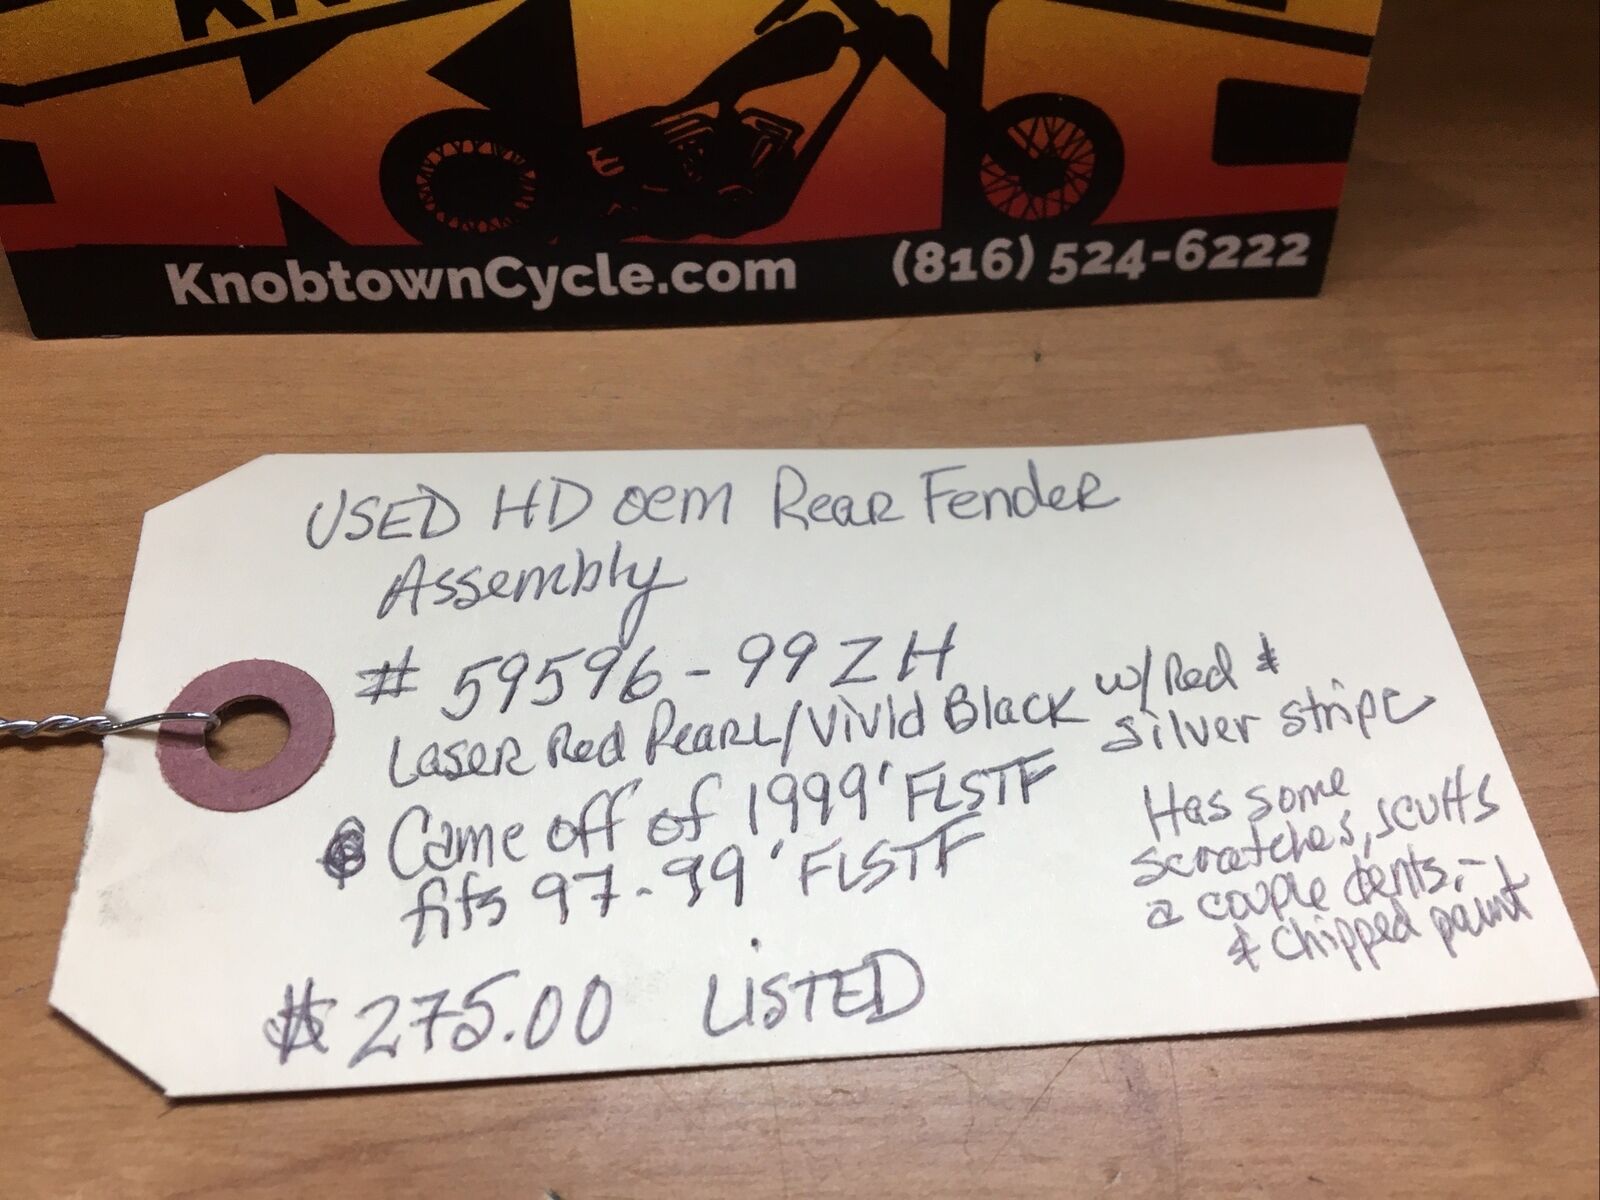 KnobtownCycle.com (816) 524-6222
USED HD OEM Rear Fender
Assembly
# 59596-99ZH
Laser Red Pearl/Vivid Black w/ Red &
silver stripe
Came off of 1999' FLSTF
fits 97-99 'FLSTF
Has some
scratches, scuffs
a couple dents,
& chipped paint
$275.00 LISTED